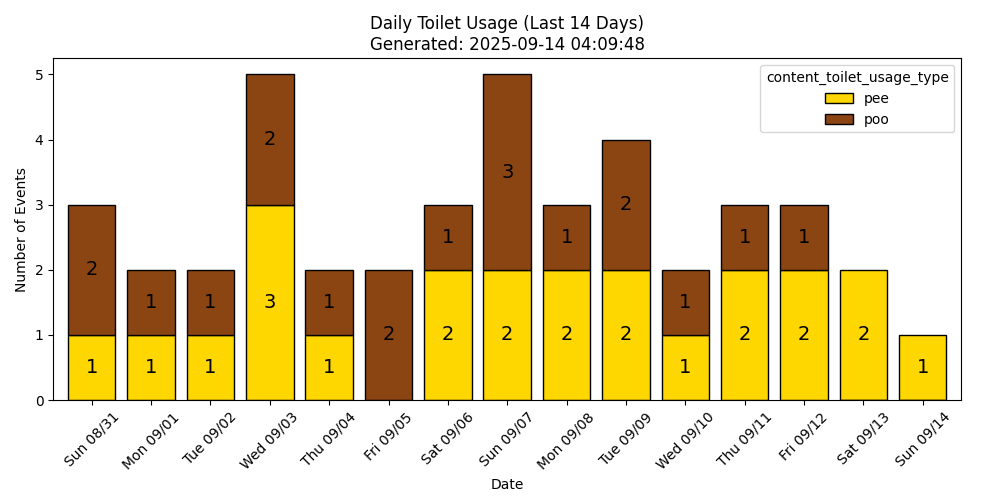 Daily Toilet Usage (Last 14 Days)
Generated: 2025-09-14 04:09:48
content_toilet_usage_type
pee
poo
Number of Events
5
4
3
2
1
0
2
1
1
1
1
1
2
3
1
1
2
1
2
3
2
1
2
2
2
1
1
1
2
1
2
2
1
Sun 08/31
Mon 09/01
Tue 09/02
Wed 09/03
Thu 09/04
Fri 09/05
Sat 09/06
Sun 09/07
Mon 09/08
Tue 09/09
Wed 09/10
Thu 09/11
Fri 09/12
Sat 09/13
Sun 09/14
Date